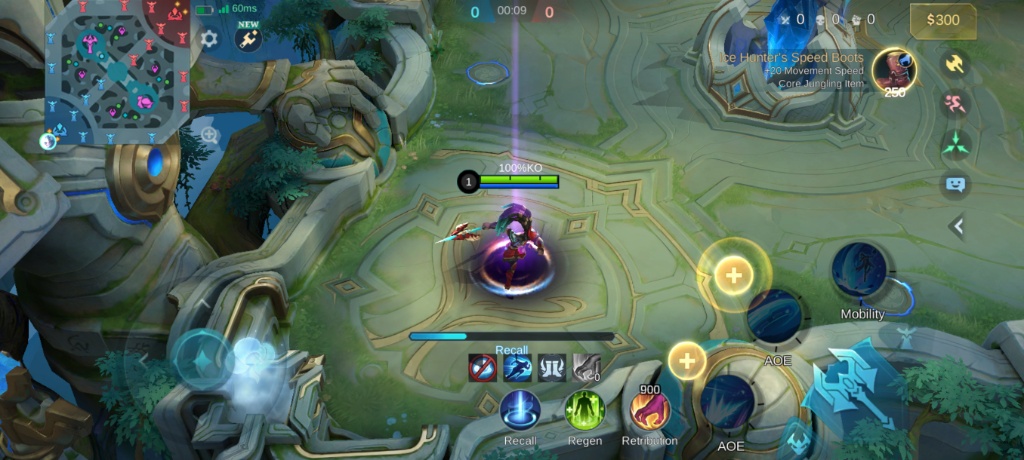 60ms
NEW
0 00:09 0
0 0 0
$300
Ice Hunter's Speed Boots
+20 Movement Speed
Core Jungling Item
250
100%KO
1
Mobility
Recall
AOE
0
900
Recall Regen Retribution
AOE